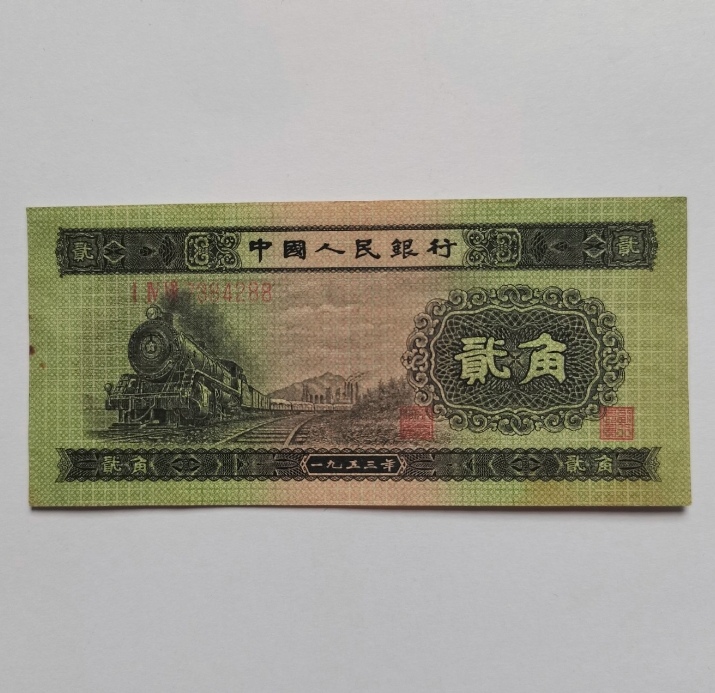 貳 中國人民銀行 貳
貳角
貳角 一九五三年 貳角